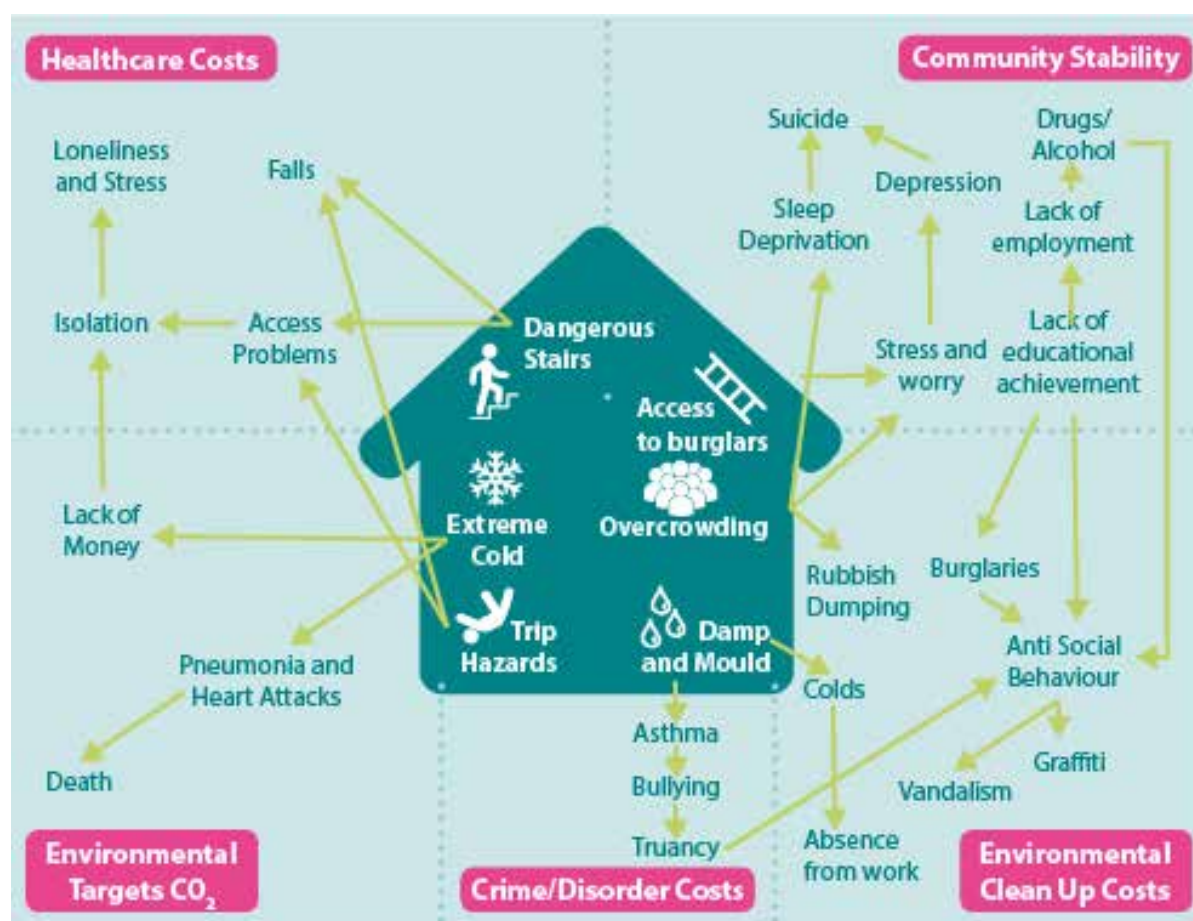 Healthcare Costs
Community Stability
Loneliness
and Stress
Falls
Suicide
Drugs/
Alcohol
Depression
Sleep
Deprivation
Lack of
employment
Isolation
Access
Problems
Dangerous
Stairs
Stress and
worry
Lack of
educational
achievement
Access
to burglars
Lack of
Money
Extreme
Cold
Overcrowding
Rubbish
Dumping
Burglaries
Trip
Hazards
Damp
and Mould
Anti Social
Behaviour
Pneumonia and
Heart Attacks
Colds
Death
Asthma
Bullying
Truancy
Graffiti
Vandalism
Absence
from work
Environmental
Targets CO₂
Crime/Disorder Costs
Environmental
Clean Up Costs